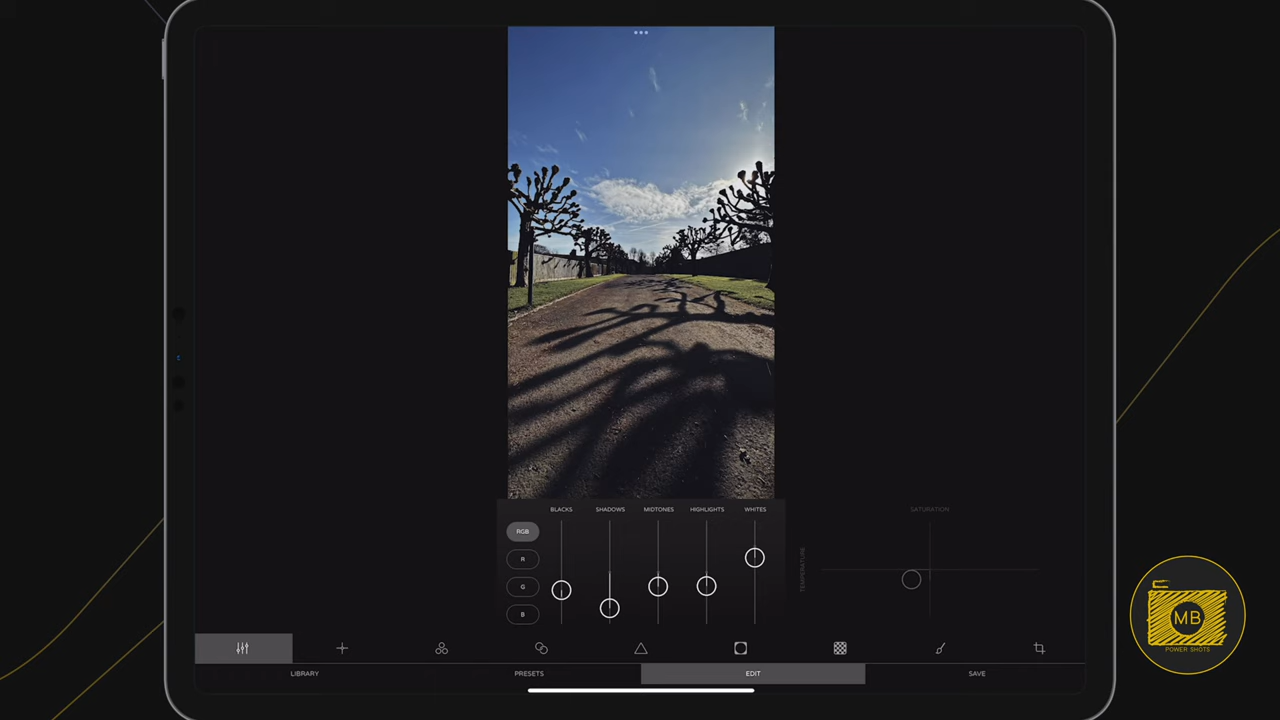 BLACKS SHADOWS MIDTONES HIGHLIGHTS WHITES
RGB
R
G
B
SATURATION
TEMPERATURE
LIBRARY PRESETS EDIT SAVE
MB
POWER SHOTS